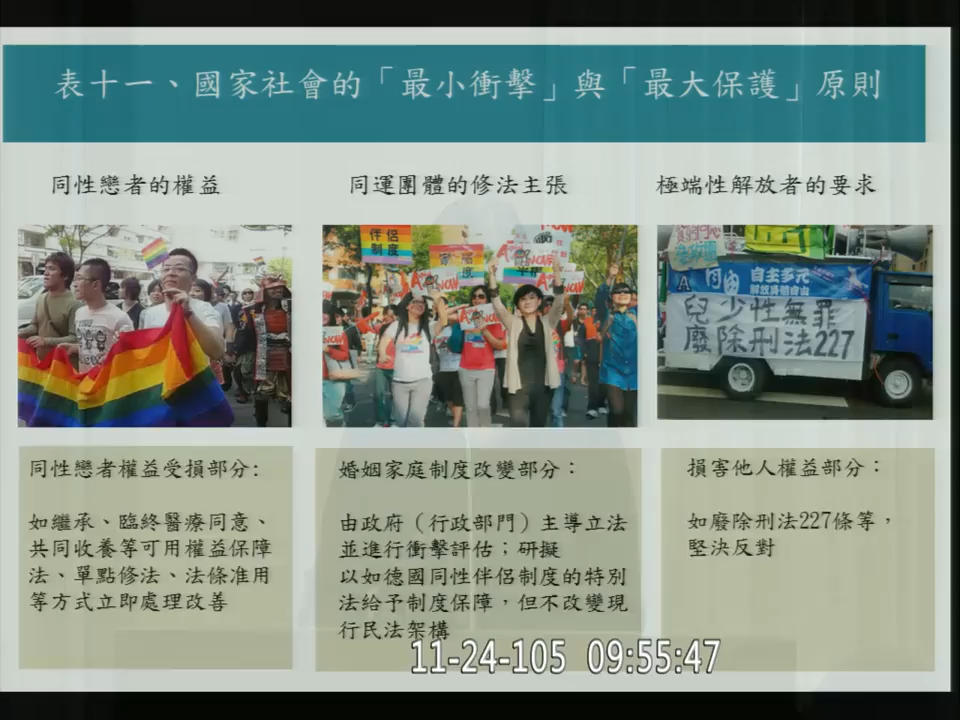 表十一、國家社會的「最小衝擊」與「最大保護」原則
同性戀者的權益
同運團體的修法主張
極端性解放者的要求
伴侶
制度
自主多元
兒少性無罪
廢除刑法227
同性戀者權益受損部分:
如繼承、臨終醫療同意、
共同收養等可用權益保障
法、單點修法、法條准用
等方式立即處理改善
婚姻家庭制度改變部分：
由政府（行政部門）主導立法
並進行衝擊評估；研擬
以如德國同性伴侶制度的特別
法給予制度保障，但不改變現
行民法架構
損害他人權益部分：
如廢除刑法227條等，
堅決反對
11-24-105 09:55:47